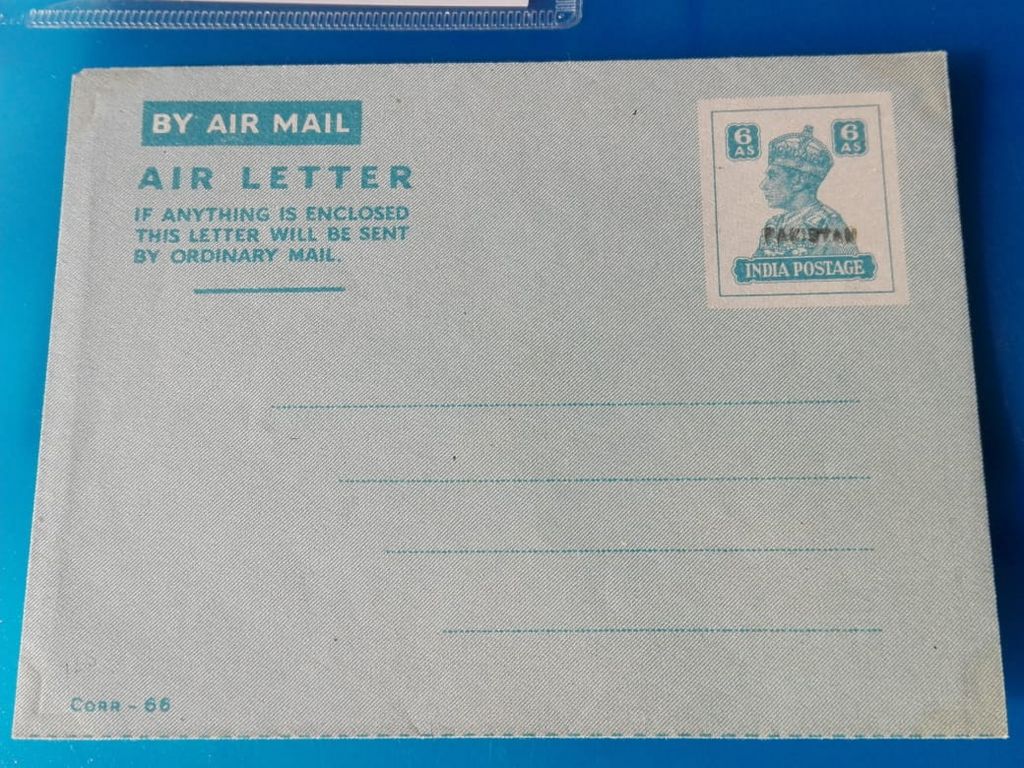 BY AIR MAIL
AIR LETTER
IF ANYTHING IS ENCLOSED
THIS LETTER WILL BE SENT
BY ORDINARY MAIL.
6 AS 6 AS
PAKISTAN
INDIA POSTAGE
CORR - 66